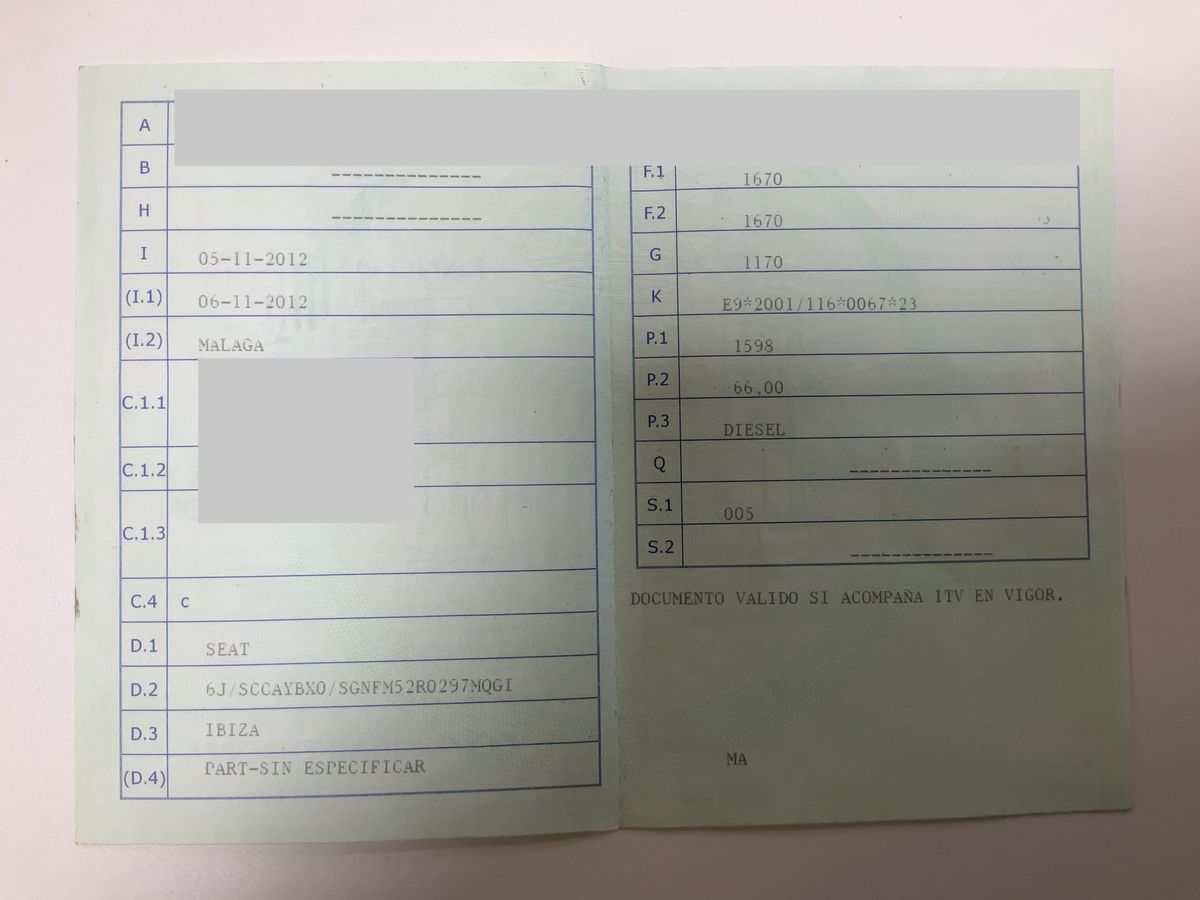 A
B --------------
H --------------
I 05-11-2012
(I.1) 06-11-2012
(I.2) MALAGA
C.1.1
C.1.2
C.1.3
C.4 c
D.1 SEAT
D.2 6J/SCCAYBX0/SGNFM52R0297MQGI
D.3 IBIZA
(D.4) PART-SIN ESPECIFICAR
F.1 1670
F.2 1670
G 1170
K E9*2001/116*0067*23
P.1 1598
P.2 66,00
P.3 DIESEL
Q --------------
S.1 005
S.2 --------------
DOCUMENTO VALIDO SI ACOMPAÑA ITV EN VIGOR.
MA